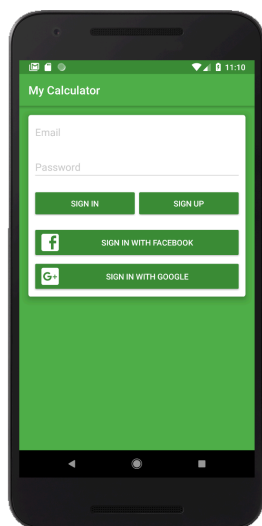 11:10
My Calculator
Email
Password
SIGN IN SIGN UP
f SIGN IN WITH FACEBOOK
G+ SIGN IN WITH GOOGLE